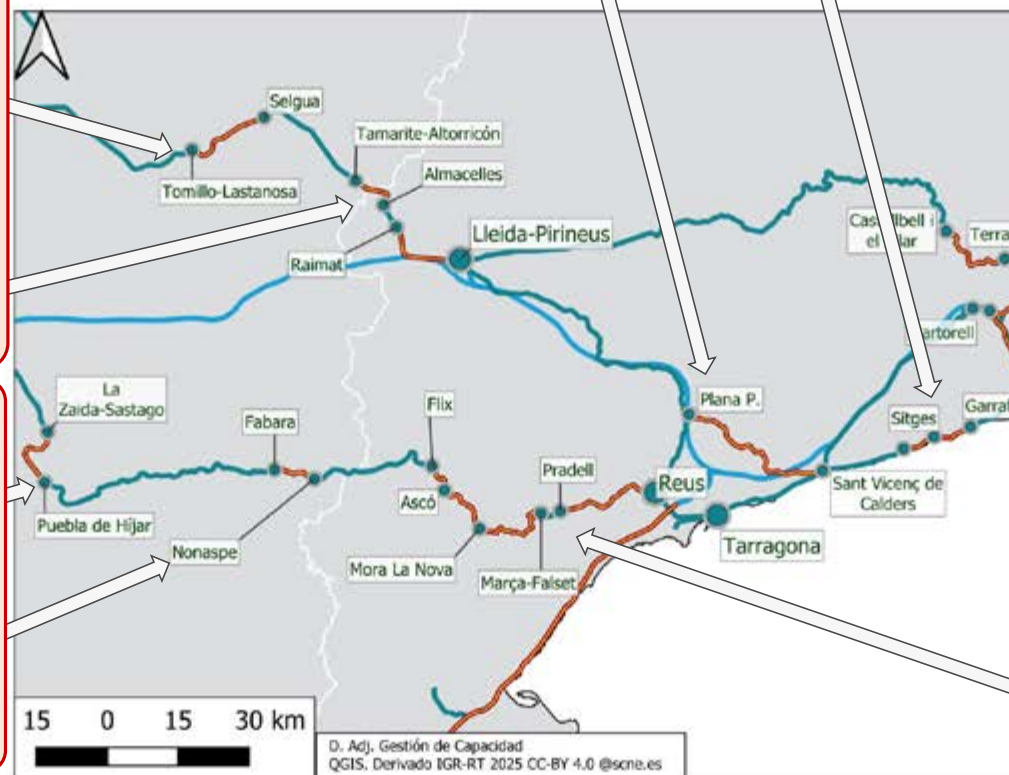 Selgua
Tamarite-Altorricón
Almacelles
Tomillo-Lastanosa
Lleida-Pirineus
Raimat
Terra
La
Zaida-Sastago
Fabara
Flix
Plana P.
Sitges
Garraf
Pradell
Reus
Ascó
Puebla de Híjar
Sant Vicenç de
Calders
Nonaspe
Mora La Nova
Marça-Falset
Tarragona
15 0 15 30 km
D. Adj. Gestión de Capacidad
QGIS. Derivado IGR-RT 2025 CC-BY 4.0 @scne.es